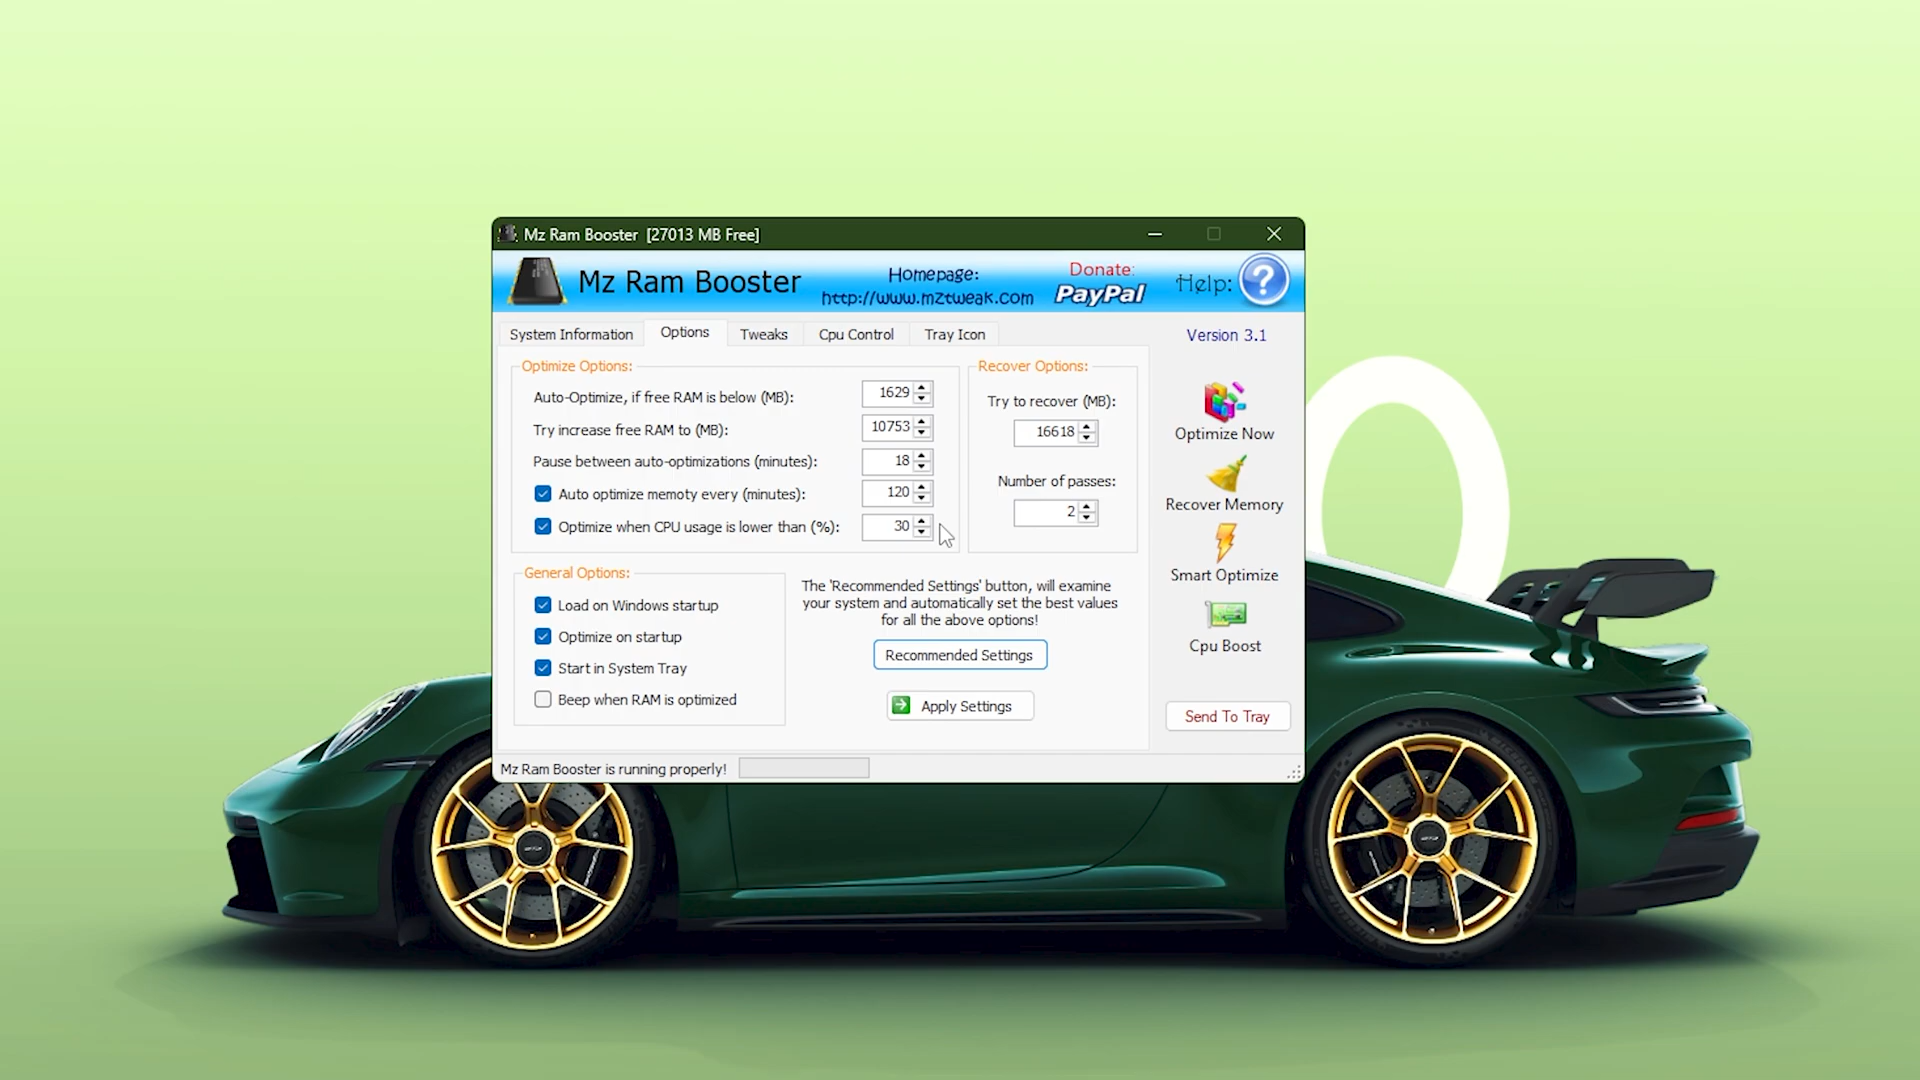 Mz Ram Booster [27013 MB Free]
Mz Ram Booster
Homepage:
http://www.mztweak.com
Donate:
PayPal
Help:
?
System Information
Options
Tweaks
Cpu Control
Tray Icon
Version 3.1
Optimize Options:
Auto-Optimize, if free RAM is below (MB): 1629
Try increase free RAM to (MB): 10753
Pause between auto-optimizations (minutes): 18
Auto optimize memoty every (minutes): 120
Optimize when CPU usage is lower than (%): 30
Recover Options:
Try to recover (MB):
16618
Number of passes:
2
Optimize Now
Recover Memory
Smart Optimize
Cpu Boost
General Options:
Load on Windows startup
Optimize on startup
Start in System Tray
Beep when RAM is optimized
The 'Recommended Settings' button, will examine
your system and automatically set the best values
for all the above options!
Recommended Settings
Apply Settings
Send To Tray
Mz Ram Booster is running properly!